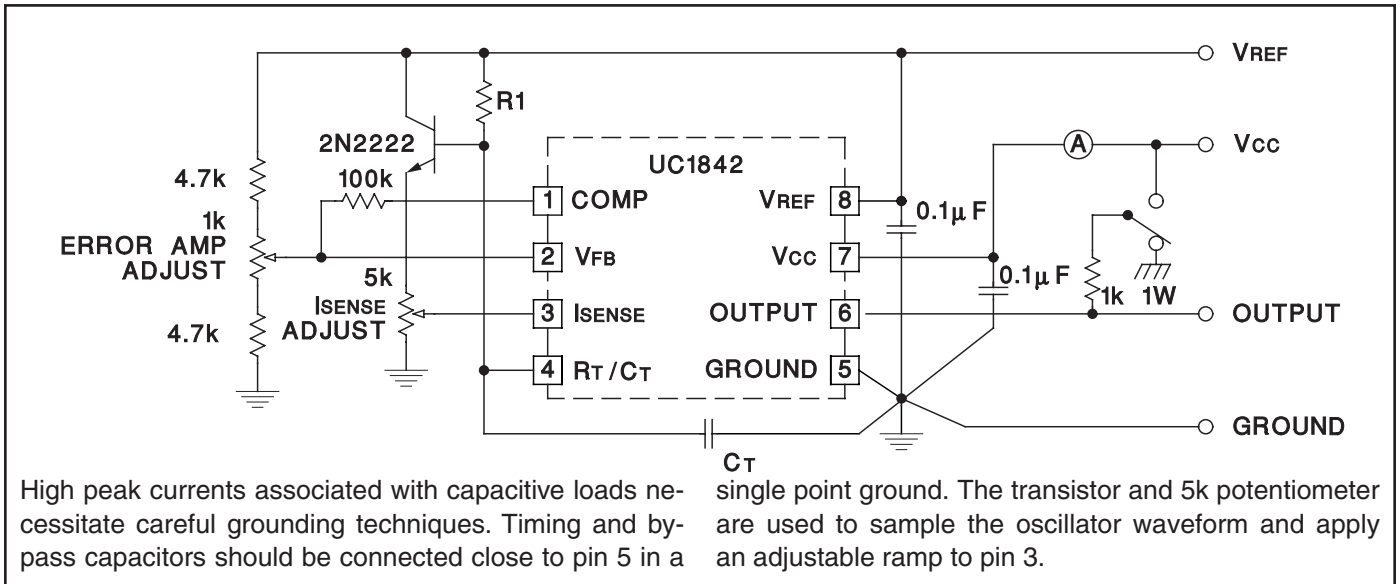 VREF
R1
2N2222
VCC
A
UC1842
4.7k
100k
1 COMP
VREF 8
0.1µ F
1k
ERROR AMP
ADJUST
2 VFB
VCC 7
5k
0.1µ F
ISENSE
ADJUST
3 ISENSE
OUTPUT 6
1k 1W
OUTPUT
4.7k
4 RT /CT
GROUND 5
GROUND
CT
High peak currents associated with capacitive loads ne-
cessitate careful grounding techniques. Timing and by-
pass capacitors should be connected close to pin 5 in a
single point ground. The transistor and 5k potentiometer
are used to sample the oscillator waveform and apply
an adjustable ramp to pin 3.